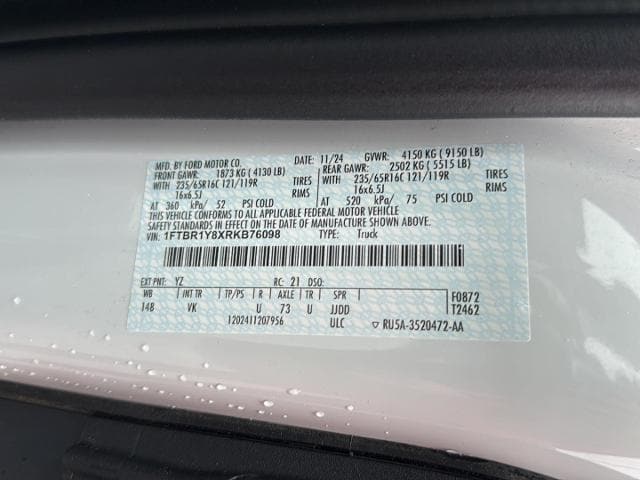 MFD. BY FORD MOTOR CO. 11/24 GVWR: 4150 KG ( 9150 LB)
FRONT GAWR: 1873 KG ( 4130 LB) REAR GAWR: 2502 KG ( 5515 LB)
WITH 235/65R16C 121/119R TIRES WITH 235/65R16C 121/119R TIRES
16x6.5J RIMS 16x6.5J RIMS
AT 360 kPa/ 52 PSI COLD AT 520 kPa/ 75 PSI COLD
THIS VEHICLE CONFORMS TO ALL APPLICABLE FEDERAL MOTOR VEHICLE
SAFETY STANDARDS IN EFFECT ON THE DATE OF MANUFACTURE SHOWN ABOVE.
VIN: 1FTBR1Y8XRKB76098 TYPE: Truck
EXT PNT: YZ RC: 21 DSO:
WB INT TR TP/PS R AXLE TR SPR F0872
148 VK U 73 U JJDD T2462
1202411207956 ULC ▽ RU5A-3520472-AA